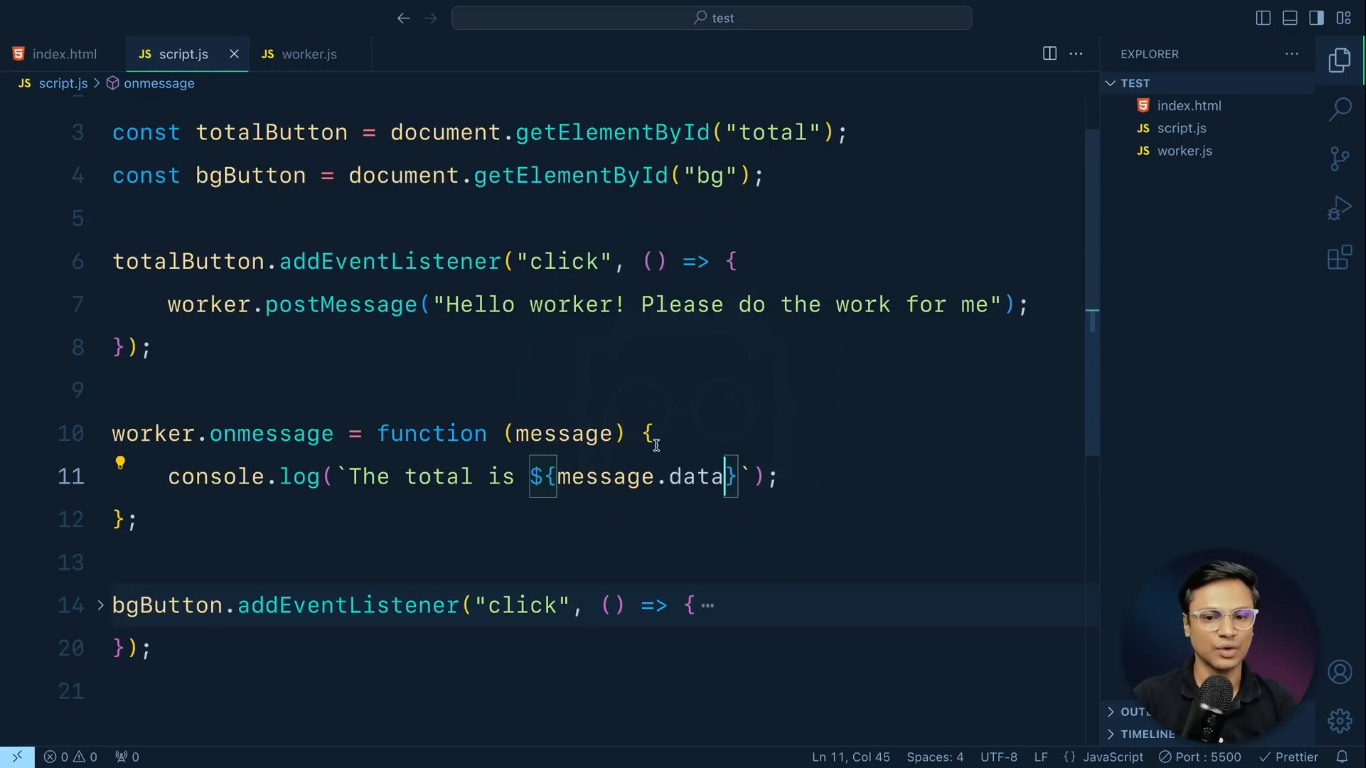 test
index.html
JS script.js
JS worker.js
EXPLORER
JS script.js > onmessage
TEST
index.html
JS script.js
JS worker.js
3 const totalButton = document.getElementById("total");
4 const bgButton = document.getElementById("bg");
5
6 totalButton.addEventListener("click", () => {
7 worker.postMessage("Hello worker! Please do the work for me");
8 });
9
10 worker.onmessage = function (message) {
11 console.log(`The total is ${message.data}`);
12 };
13
14 bgButton.addEventListener("click", () => {
20 });
21
TIMELINE
0 0 0
Ln 11, Col 45 Spaces: 4 UTF-8 LF {} JavaScript Port : 5500 Prettier